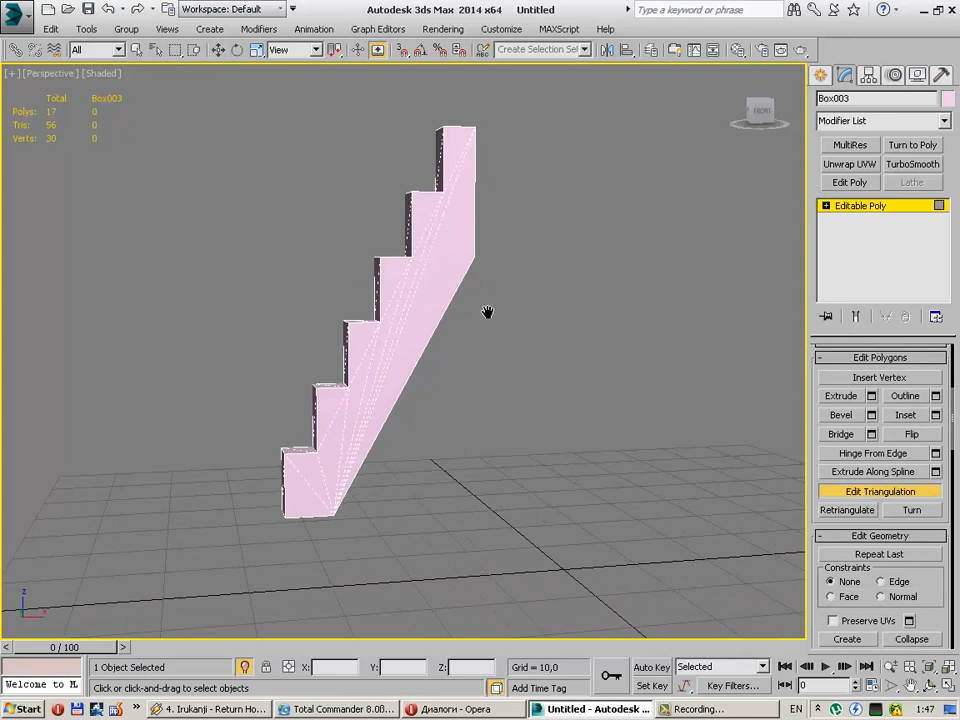 Workspace: Default
Autodesk 3ds Max 2014 x64
Untitled
Type a keyword or phrase
Edit Tools Group Views Create Modifiers Animation Graph Editors Rendering Customize MAXScript Help
All
View
Create Selection Se
[+] [Perspective] [Shaded]
Total Box003
Polys: 17 0
Tris: 56 0
Verts: 30 0
FRONT
Box003
Modifier List
MultiRes Turn to Poly
Unwrap UVW TurboSmooth
Edit Poly Lathe
Editable Poly
- Edit Polygons
Insert Vertex
Extrude Outline
Bevel Inset
Bridge Flip
Hinge From Edge
Extrude Along Spline
Edit Triangulation
Retriangulate Turn
- Edit Geometry
Repeat Last
Constraints
None Edge
Face Normal
Preserve UVs
Create Collapse
z
x
< 0 / 100 >
1 Object Selected X: Y: Z: Grid = 10,0 Auto Key Selected
Welcome to M Click or click-and-drag to select objects Add Time Tag Set Key Key Filters... 0
Start 4. Irukanji - Return Ho... Total Commander 8.0ß... Диалоги - Opera Untitled - Autodesk ... Recording... EN 1:47